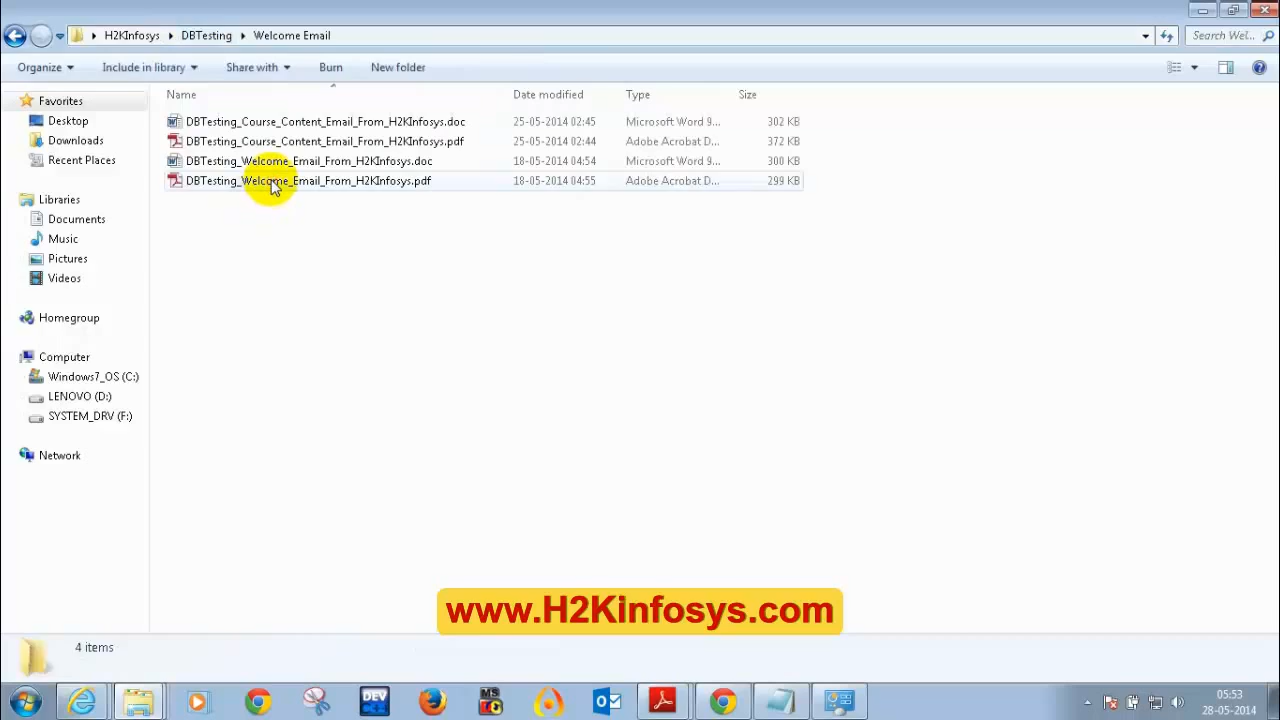 H2KInfosys DBTesting Welcome Email Search Wel...
Organize Include in library Share with Burn New folder
Name Date modified Type Size
Favorites
Desktop
Downloads
Recent Places
Libraries
Documents
Music
Pictures
Videos
Homegroup
Computer
Windows7_OS (C:)
LENOVO (D:)
SYSTEM_DRV (F:)
Network
DBTesting_Course_Content_Email_From_H2KInfosys.doc 25-05-2014 02:45 Microsoft Word 9... 302 KB
DBTesting_Course_Content_Email_From_H2KInfosys.pdf 25-05-2014 02:44 Adobe Acrobat D... 372 KB
DBTesting_Welcome_Email_From_H2KInfosys.doc 18-05-2014 04:54 Microsoft Word 9... 300 KB
DBTesting_Welcome_Email_From_H2KInfosys.pdf 18-05-2014 04:55 Adobe Acrobat D... 299 KB
www.H2Kinfosys.com
4 items
DEV
MS
05:53
28-05-2014